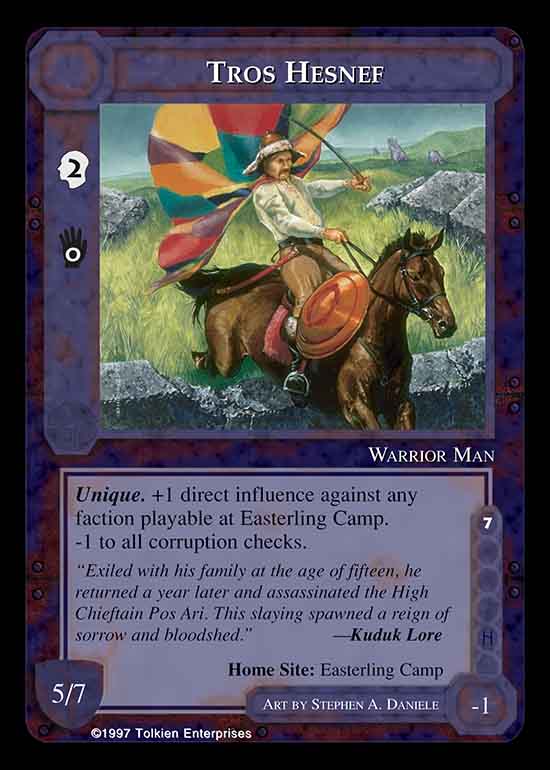 TROS HESNEF
2
0
WARRIOR MAN
Unique. +1 direct influence against any
faction playable at Easterling Camp.
-1 to all corruption checks.
7
“Exiled with his family at the age of fifteen, he
returned a year later and assassinated the High
Chieftain Pos Ari. This slaying spawned a reign of
sorrow and bloodshed.” —Kuduk Lore
H
Home Site: Easterling Camp
5/7
ART BY STEPHEN A. DANIELE
-1
©1997 Tolkien Enterprises